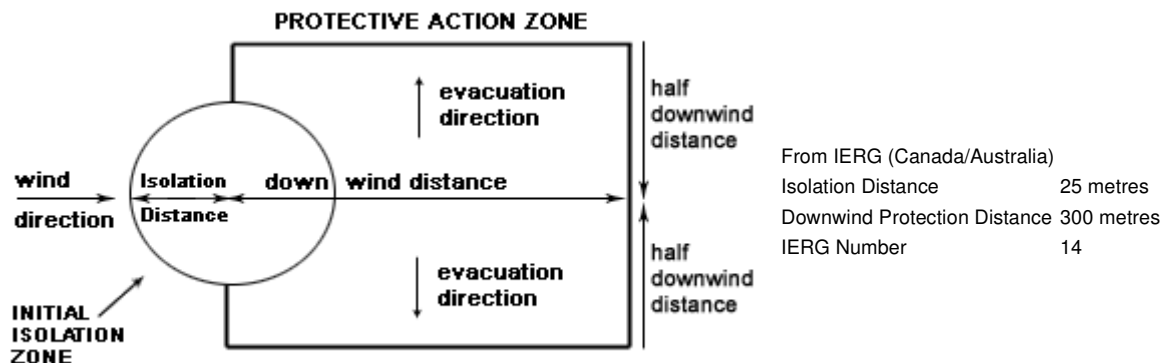 PROTECTIVE ACTION ZONE
evacuation
direction
half
downwind
distance
wind
direction
Isolation
Distance
down wind distance
evacuation
direction
half
downwind
distance
INITIAL
ISOLATION
ZONE
From IERG (Canada/Australia)
Isolation Distance 25 metres
Downwind Protection Distance 300 metres
IERG Number 14